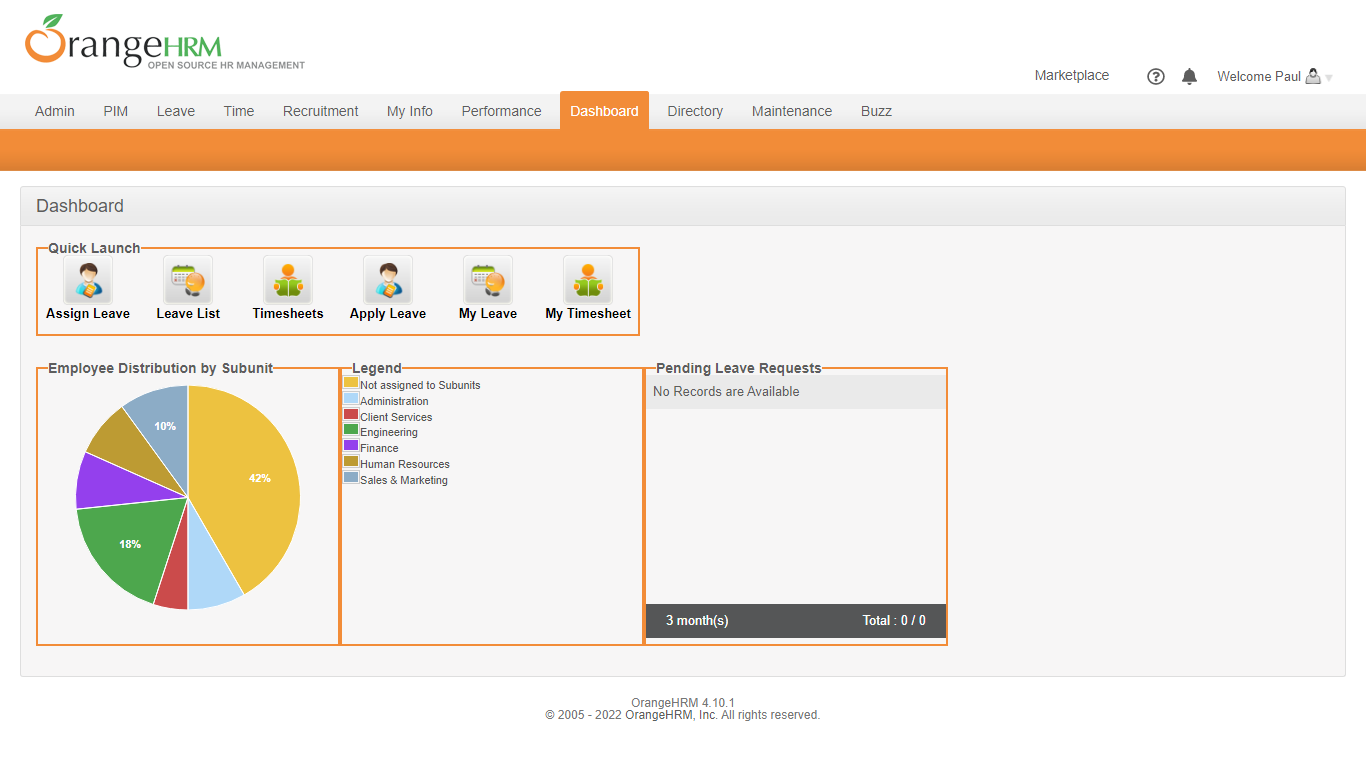 OrangeHRM
OPEN SOURCE HR MANAGEMENT
Marketplace
?
Welcome Paul
Admin PIM Leave Time Recruitment My Info Performance Dashboard Directory Maintenance Buzz
Dashboard
Quick Launch
Assign Leave Leave List Timesheets Apply Leave My Leave My Timesheet
Employee Distribution by Subunit
10%
42%
18%
Legend
Not assigned to Subunits
Administration
Client Services
Engineering
Finance
Human Resources
Sales & Marketing
Pending Leave Requests
No Records are Available
3 month(s) Total : 0 / 0
OrangeHRM 4.10.1
© 2005 - 2022 OrangeHRM, Inc. All rights reserved.